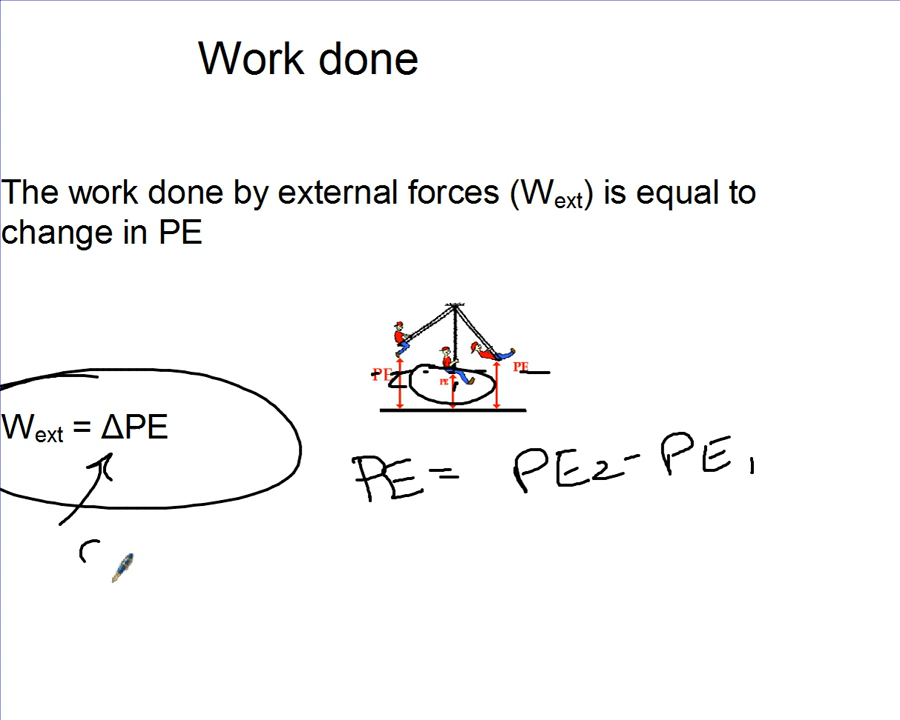 Work done
The work done by external forces (Wext) is equal to
change in PE
PE
PE
PE
Wext = ΔPE
PE = PE2 - PE1